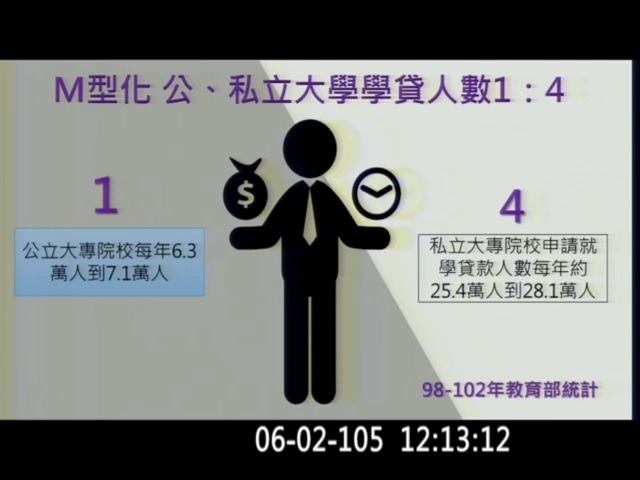 M型化 公、私立大學學貸人數1：4
1
公立大專院校每年6.3
萬人到7.1萬人
$
4
私立大專院校申請就
學貸款人數每年約
25.4萬人到28.1萬人
98-102年教育部統計
06-02-105 12:13:12